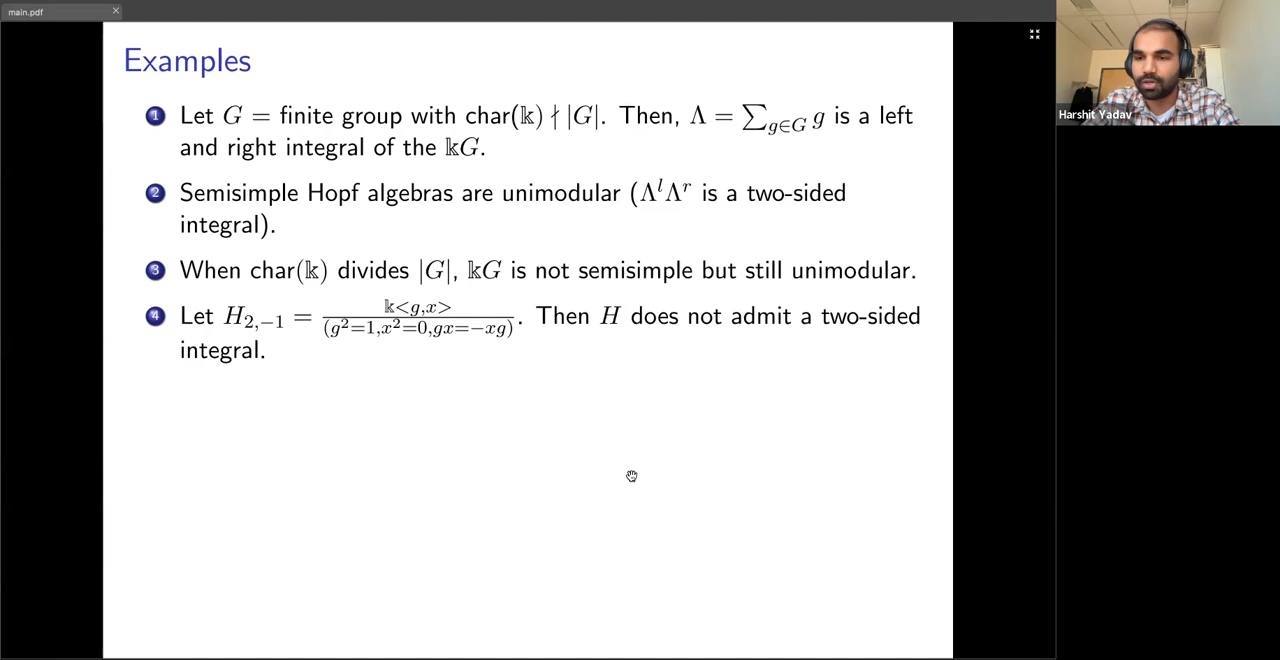 main.pdf
Examples
1 Let G = finite group with char(𝕜) ∤ |G|. Then, Λ = ∑_{g∈G} g is a left
and right integral of the 𝕜G.
2 Semisimple Hopf algebras are unimodular (Λ^l Λ^r is a two-sided
integral).
3 When char(𝕜) divides |G|, 𝕜G is not semisimple but still unimodular.
4 Let H_{2,−1} = 𝕜<g,x> / (g²=1,x²=0,gx=−xg). Then H does not admit a two-sided
integral.
Harshit Yadav